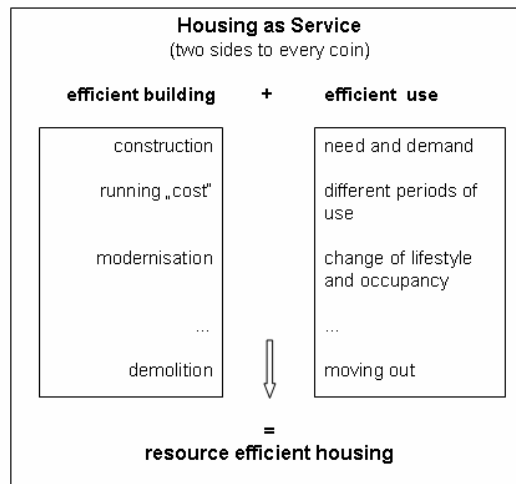 Housing as Service
(two sides to every coin)
efficient building + efficient use
construction
running „cost“
modernisation
...
demolition
need and demand
different periods of
use
change of lifestyle
and occupancy
...
moving out
=
resource efficient housing